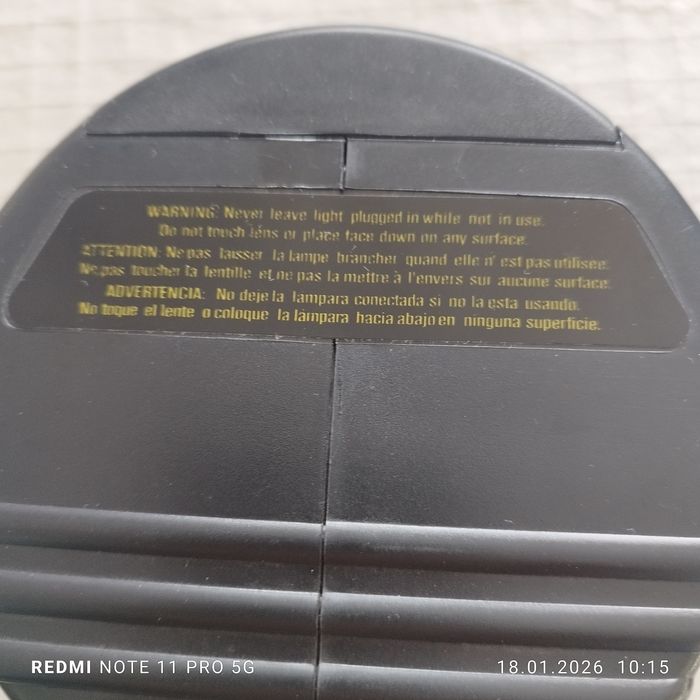 WARNING: Never leave light plugged in while not in use.
Do not touch lens or place face down on any surface.
ATTENTION: Ne pas laisser la lampe brancher quand elle n'est pas utilisee.
Ne pas toucher la lentille et ne pas la mettre à l'envers sur aucune surface.
ADVERTENCIA: No deje la lampara conectada si no la esta usando.
No toque el lente o coloque la làmpara hacia abajo en ninguna superficie.
REDMI NOTE 11 PRO 5G
18.01.2026 10:15